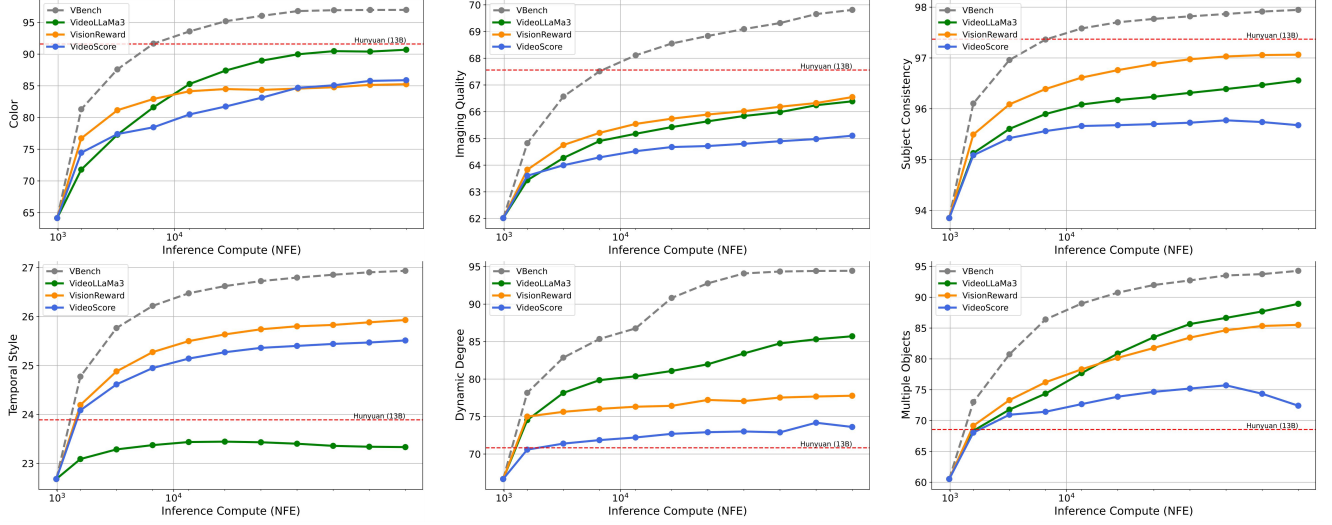 VBench
VideoLLaMa3
VisionReward
VideoScore
Hunyuan (13B)
95
90
85
80
75
70
65
Color
10³
10⁴
Inference Compute (NFE)
VBench
VideoLLaMa3
VisionReward
VideoScore
Hunyuan (13B)
70
69
68
67
66
65
64
63
62
Imaging Quality
10³
10⁴
Inference Compute (NFE)
VBench
VideoLLaMa3
VisionReward
VideoScore
Hunyuan (13B)
98
97
96
95
94
Subject Consistency
10³
10⁴
Inference Compute (NFE)
VBench
VideoLLaMa3
VisionReward
VideoScore
Hunyuan (13B)
27
26
25
24
23
Temporal Style
10³
10⁴
Inference Compute (NFE)
VBench
VideoLLaMa3
VisionReward
VideoScore
Hunyuan (13B)
95
90
85
80
75
70
Dynamic Degree
10³
10⁴
Inference Compute (NFE)
VBench
VideoLLaMa3
VisionReward
VideoScore
Hunyuan (13B)
95
90
85
80
75
70
65
60
Multiple Objects
10³
10⁴
Inference Compute (NFE)